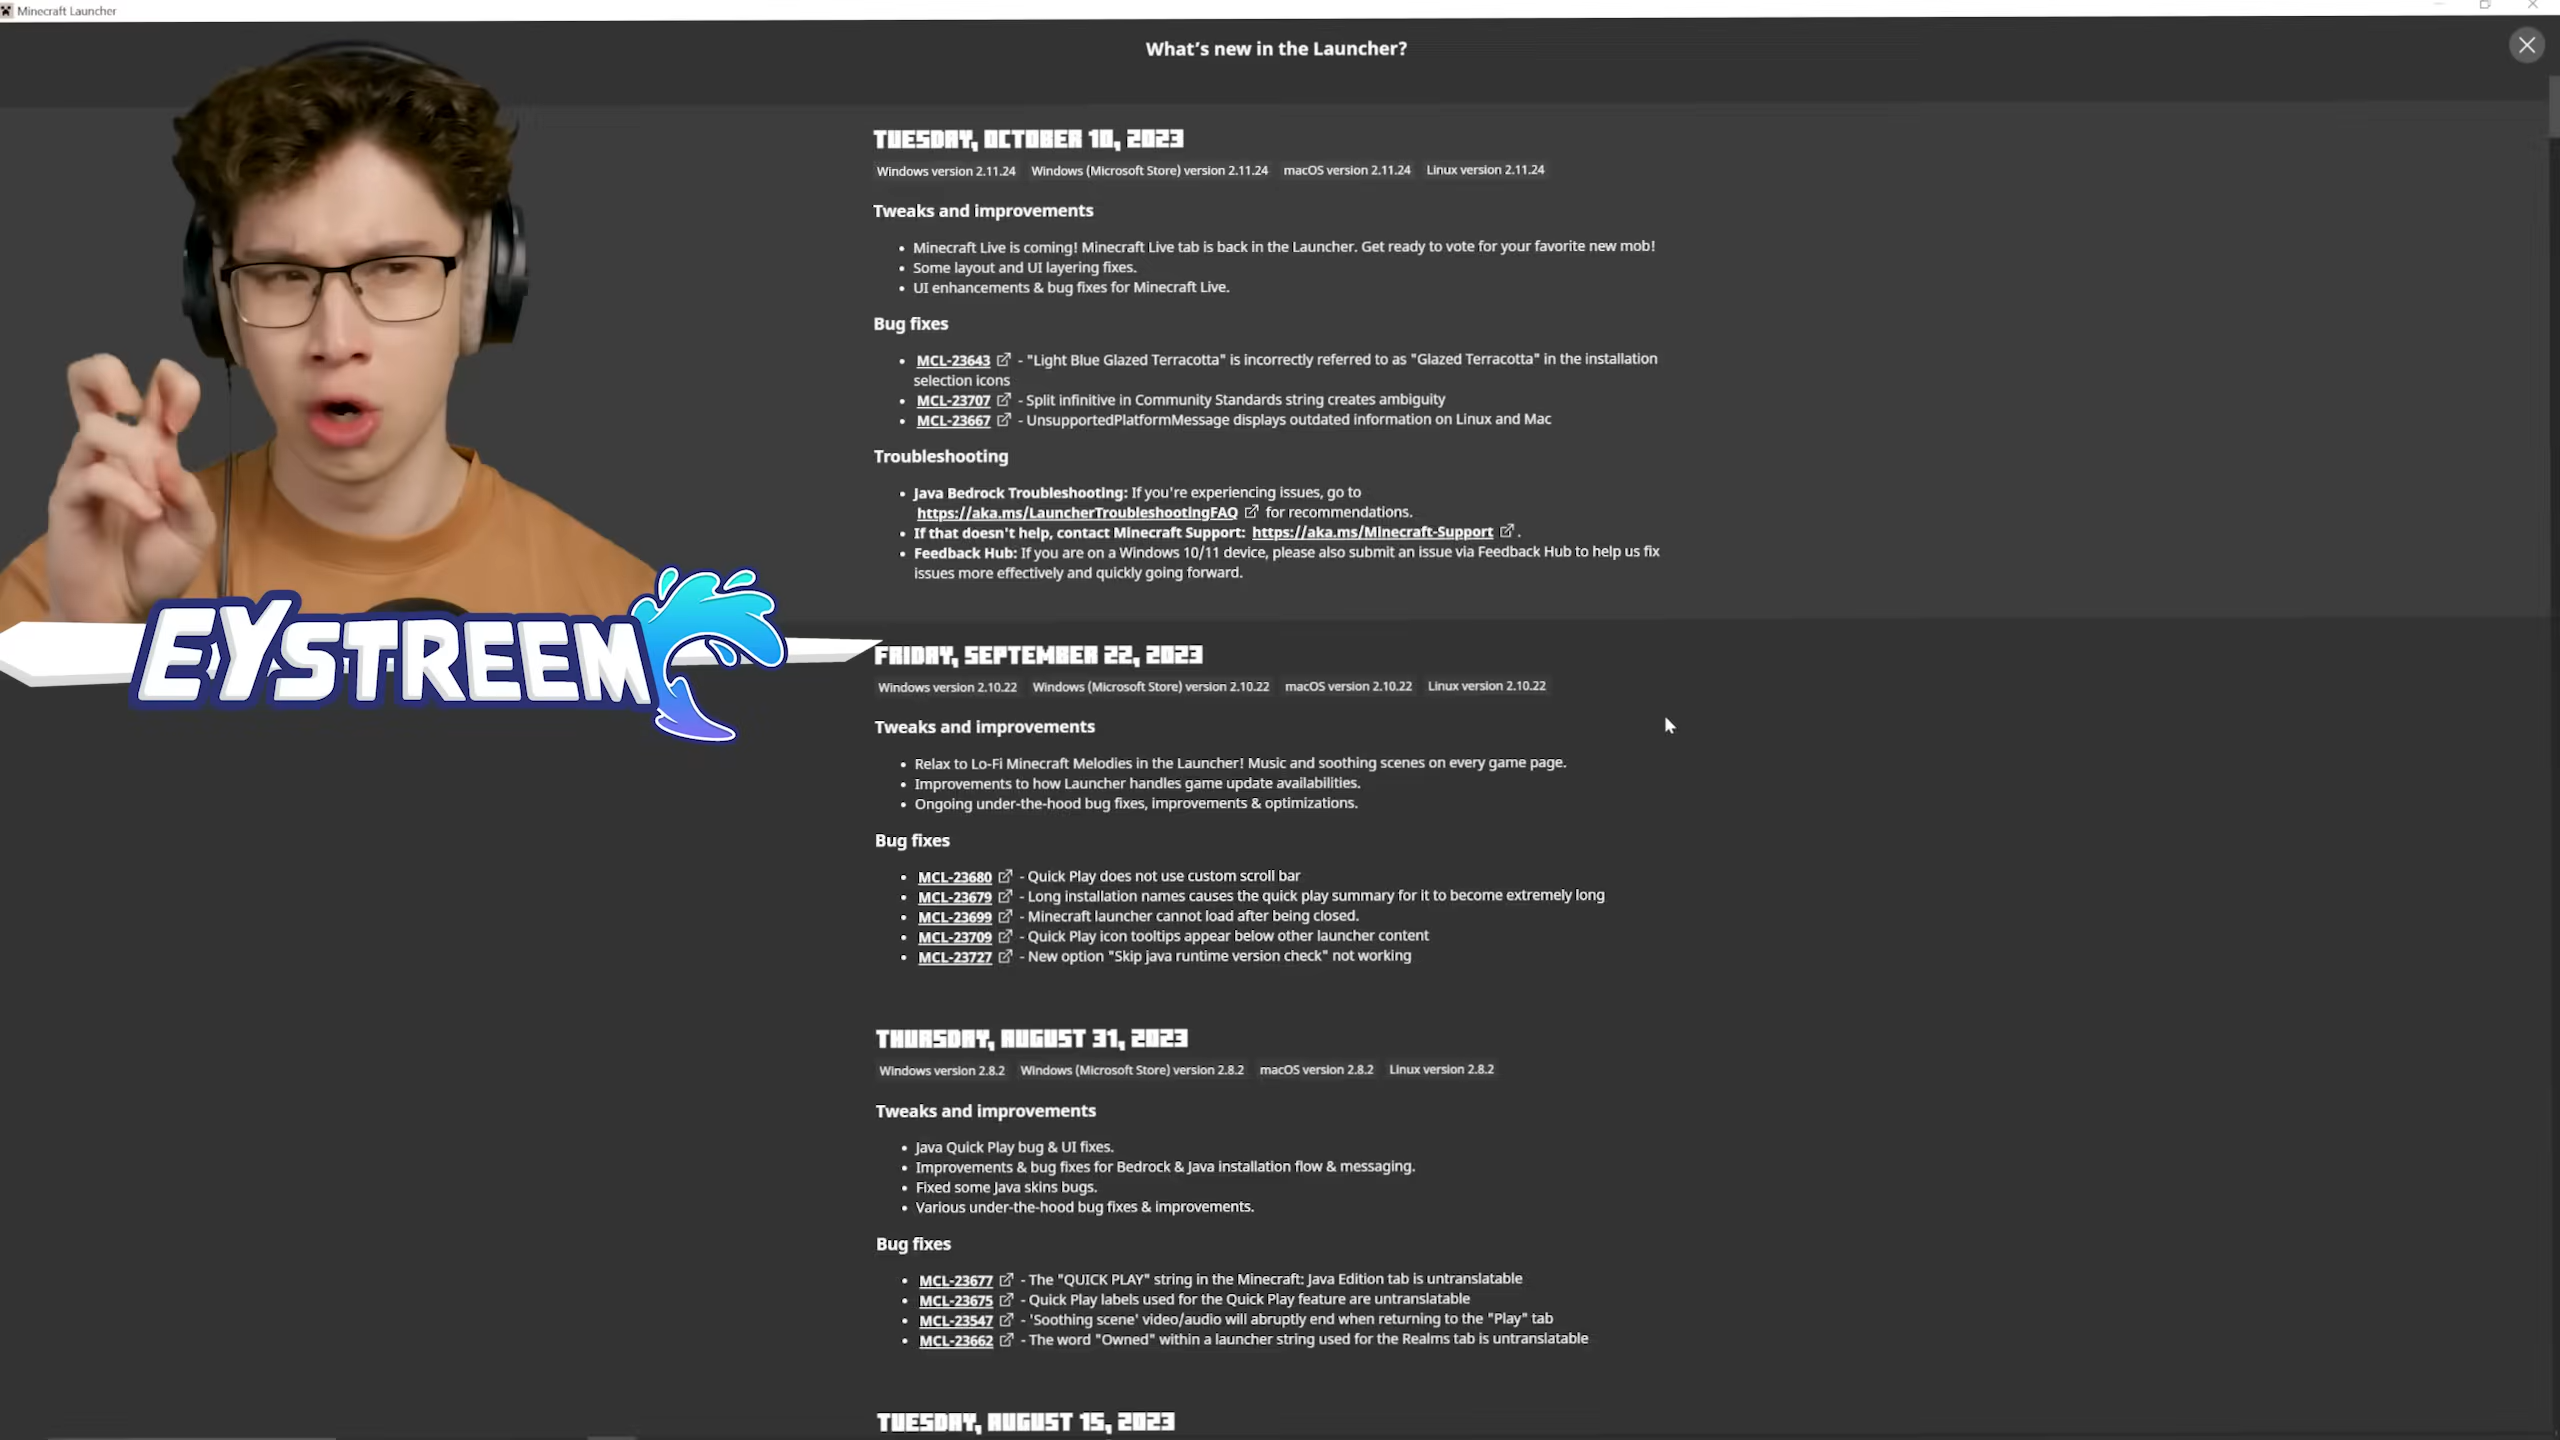 Minecraft Launcher
What's new in the Launcher?
TUESDAY, OCTOBER 10, 2023
Windows version 2.11.24 Windows (Microsoft Store) version 2.11.24 macOS version 2.11.24 Linux version 2.11.24
Tweaks and improvements
• Minecraft Live is coming! Minecraft Live tab is back in the Launcher. Get ready to vote for your favorite new mob!
• Some layout and UI layering fixes.
• UI enhancements & bug fixes for Minecraft Live.
Bug fixes
• MCL-23643 - "Light Blue Glazed Terracotta" is incorrectly referred to as "Glazed Terracotta" in the installation
selection icons
• MCL-23707 - Split infinitive in Community Standards string creates ambiguity
• MCL-23667 - UnsupportedPlatformMessage displays outdated information on Linux and Mac
Troubleshooting
• Java Bedrock Troubleshooting: If you're experiencing issues, go to
https://aka.ms/LauncherTroubleshootingFAQ for recommendations.
• If that doesn't help, contact Minecraft Support: https://aka.ms/Minecraft-Support .
• Feedback Hub: If you are on a Windows 10/11 device, please also submit an issue via Feedback Hub to help us fix
issues more effectively and quickly going forward.
EYSTREEM
FRIDAY, SEPTEMBER 22, 2023
Windows version 2.10.22 Windows (Microsoft Store) version 2.10.22 macOS version 2.10.22 Linux version 2.10.22
Tweaks and improvements
• Relax to Lo-Fi Minecraft Melodies in the Launcher! Music and soothing scenes on every game page.
• Improvements to how Launcher handles game update availabilities.
• Ongoing under-the-hood bug fixes, improvements & optimizations.
Bug fixes
• MCL-23680 - Quick Play does not use custom scroll bar
• MCL-23679 - Long installation names causes the quick play summary for it to become extremely long
• MCL-23699 - Minecraft launcher cannot load after being closed.
• MCL-23709 - Quick Play icon tooltips appear below other launcher content
• MCL-23727 - New option "Skip java runtime version check" not working
THURSDAY, AUGUST 31, 2023
Windows version 2.8.2 Windows (Microsoft Store) version 2.8.2 macOS version 2.8.2 Linux version 2.8.2
Tweaks and improvements
• Java Quick Play bug & UI fixes.
• Improvements & bug fixes for Bedrock & Java installation flow & messaging.
• Fixed some Java skins bugs.
• Various under-the-hood bug fixes & improvements.
Bug fixes
• MCL-23677 - The "QUICK PLAY" string in the Minecraft: Java Edition tab is untranslatable
• MCL-23675 - Quick Play labels used for the Quick Play feature are untranslatable
• MCL-23547 - 'Soothing scene' video/audio will abruptly end when returning to the "Play" tab
• MCL-23662 - The word "Owned" within a launcher string used for the Realms tab is untranslatable
TUESDAY, AUGUST 15, 2023